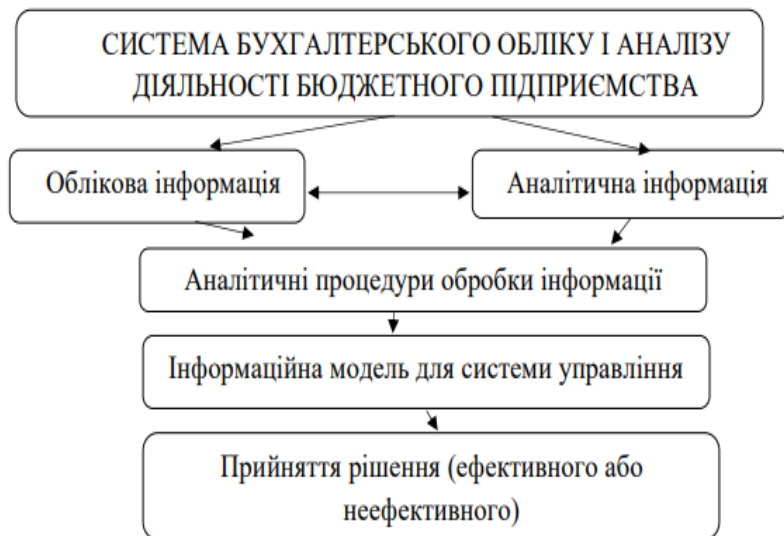 СИСТЕМА БУХГАЛТЕРСЬКОГО ОБЛІКУ І АНАЛІЗУ
ДІЯЛЬНОСТІ БЮДЖЕТНОГО ПІДПРИЄМСТВА
Облікова інформація
Аналітична інформація
Аналітичні процедури обробки інформації
Інформаційна модель для системи управління
Прийняття рішення (ефективного або
неефективного)